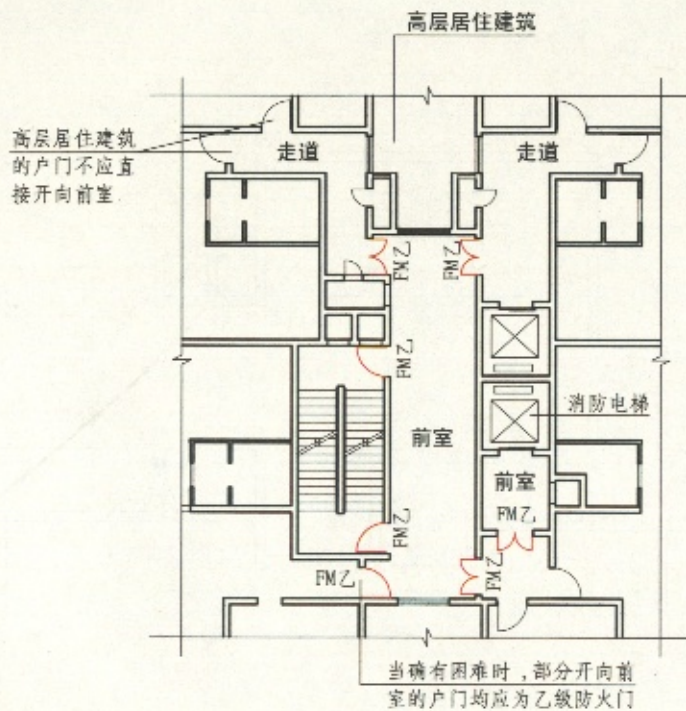 高层居住建筑
高层居住建筑
的户门不应直
接开向前室
走道
走道
FM乙
FM乙
FM乙
消防电梯
前室
前室
FM乙
FM乙
FM乙
FM乙
当确有困难时，部分开向前
室的户门均应为乙级防火门